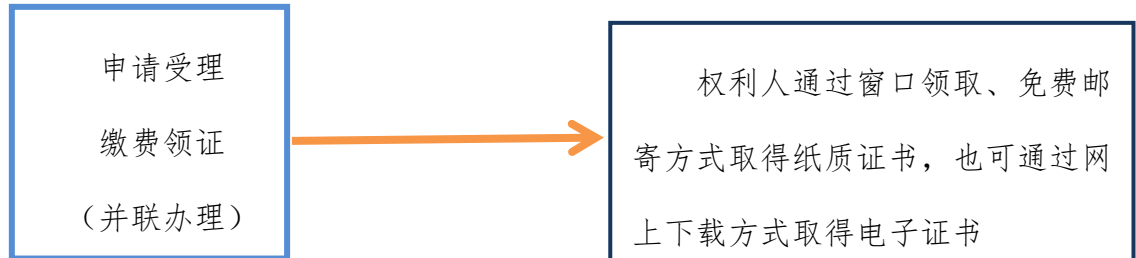 申请受理
缴费领证
（并联办理）
权利人通过窗口领取、免费邮
寄方式取得纸质证书，也可通过网
上下载方式取得电子证书